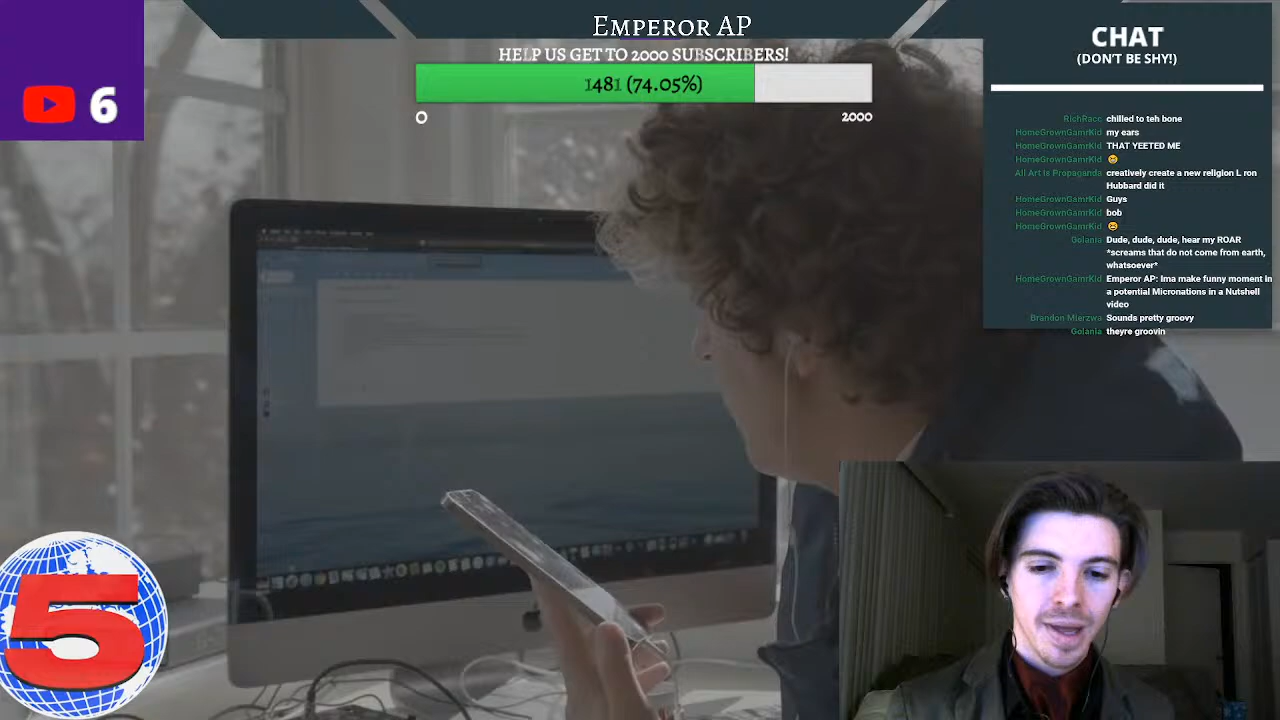 6
Emperor AP
HELP US GET TO 2000 SUBSCRIBERS!
1481 (74.05%)
0
2000
CHAT
(DON'T BE SHY!)
RichRacc chilled to teh bone
HomeGrownGamrKid my ears
HomeGrownGamrKid THAT YEETED ME
HomeGrownGamrKid
All Art Is Propaganda creatively create a new religion L ron
Hubbard did it
HomeGrownGamrKid Guys
HomeGrownGamrKid bob
HomeGrownGamrKid
Golania Dude, dude, dude, hear my ROAR
*screams that do not come from earth,
whatsoever*
HomeGrownGamrKid Emperor AP: Ima make funny moment in
a potential Micronations in a Nutshell
video
Brandon Mierzwa Sounds pretty groovy
Golania theyre groovin
5